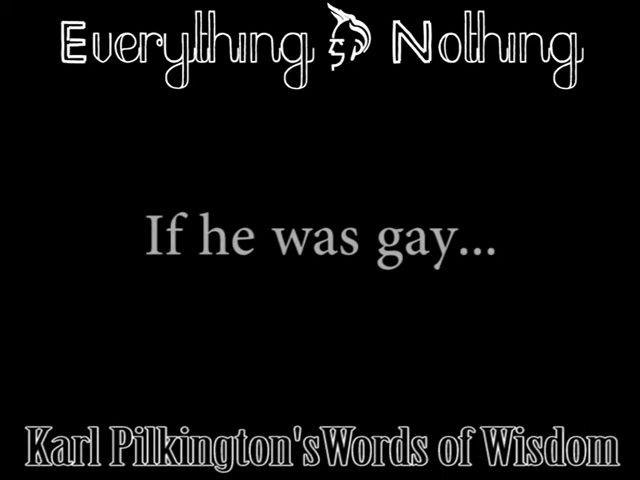 Everything & Nothing
If he was gay...
Karl Pilkington'sWords of Wisdom